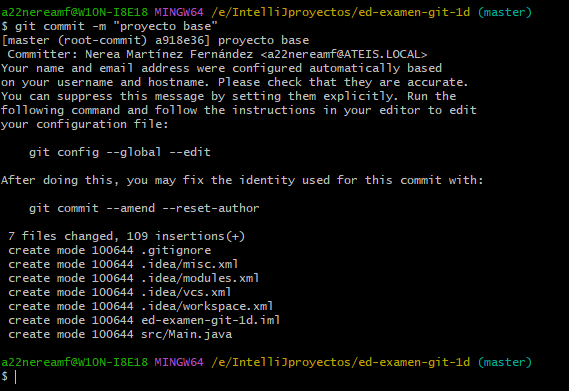 a22nereamf@W10N-I8E18 MINGW64 /e/IntelliJproyectos/ed-examen-git-1d (master)
$ git commit -m "proyecto base"
[master (root-commit) a918e36] proyecto base
 Committer: Nerea Martínez Fernández <a22nereamf@ATEIS.LOCAL>
Your name and email address were configured automatically based
on your username and hostname. Please check that they are accurate.
You can suppress this message by setting them explicitly. Run the
following command and follow the instructions in your editor to edit
your configuration file:

    git config --global --edit

After doing this, you may fix the identity used for this commit with:

    git commit --amend --reset-author

 7 files changed, 109 insertions(+)
 create mode 100644 .gitignore
 create mode 100644 .idea/misc.xml
 create mode 100644 .idea/modules.xml
 create mode 100644 .idea/vcs.xml
 create mode 100644 .idea/workspace.xml
 create mode 100644 ed-examen-git-1d.iml
 create mode 100644 src/Main.java

a22nereamf@W10N-I8E18 MINGW64 /e/IntelliJproyectos/ed-examen-git-1d (master)
$